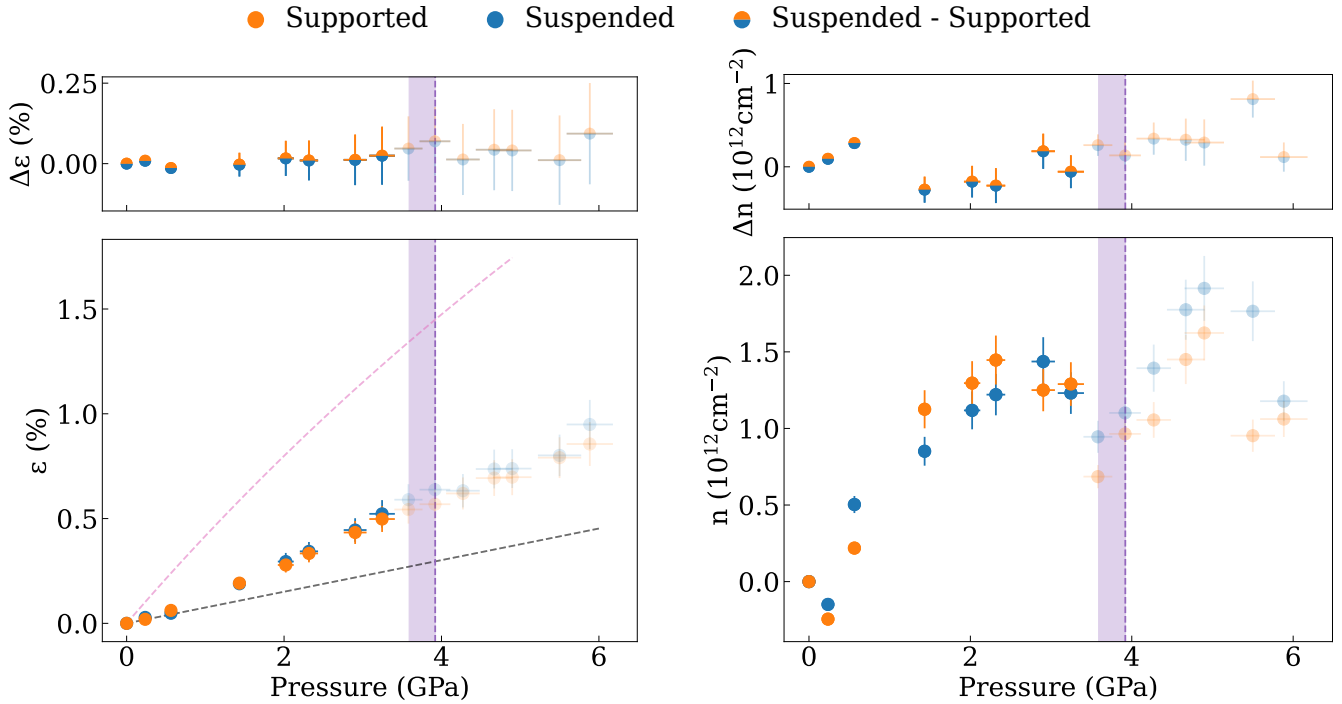 Supported Suspended Suspended - Supported
Δε (%)
0.25
0.00
Δn (10¹²cm⁻²)
1
0
ε (%)
1.5
1.0
0.5
0.0
0 2 4 6
Pressure (GPa)
n (10¹²cm⁻²)
2.0
1.5
1.0
0.5
0.0
0 2 4 6
Pressure (GPa)